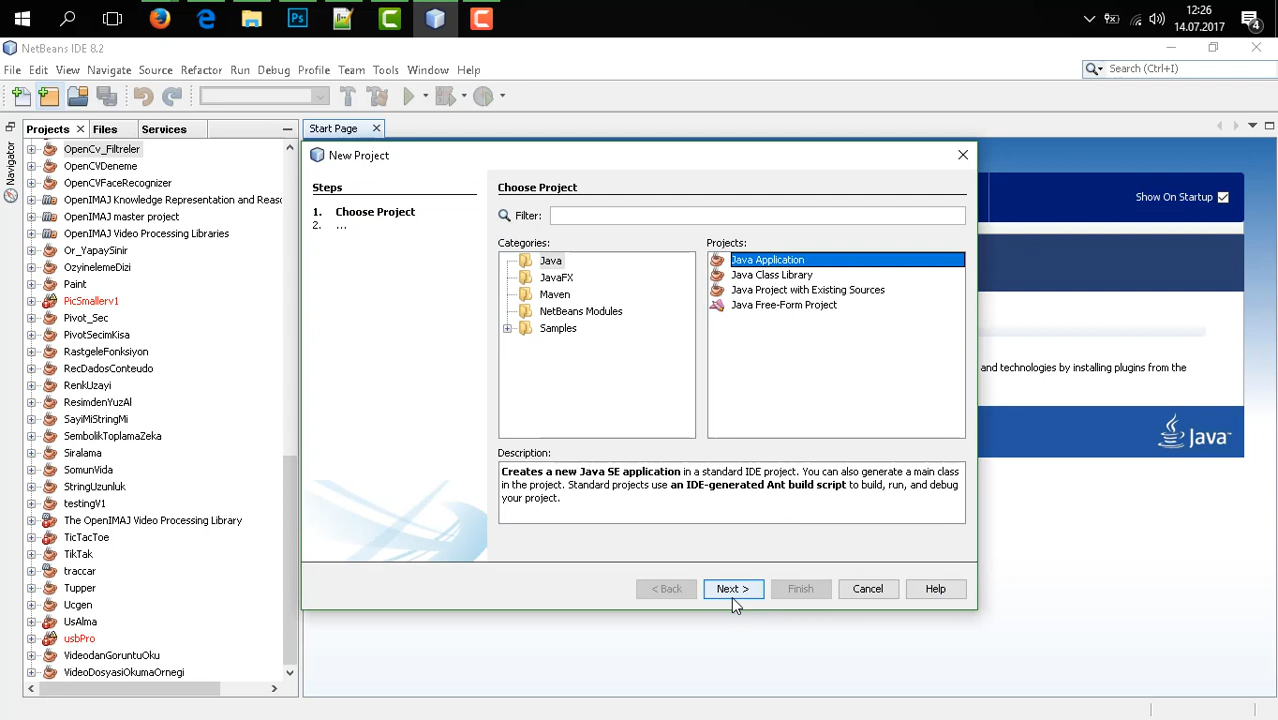 12:26
14.07.2017
4
NetBeans IDE 8.2
File Edit View Navigate Source Refactor Run Debug Profile Team Tools Window Help
Search (Ctrl+I)
Projects Files Services
Start Page
Navigator
OpenCv_Filtreler
OpenCVDeneme
OpenCVFaceRecognizer
OpenIMAJ Knowledge Representation and Reaso
OpenIMAJ master project
OpenIMAJ Video Processing Libraries
Or_YapaySinir
OzyinelemeDizi
Paint
PicSmallerv1
Pivot_Sec
PivotSecimKisa
RastgeleFonksiyon
RecDadosConteudo
RenkUzayi
ResimdenYuzAl
SayiMiStringMi
SembolikToplamaZeka
Siralama
SomunVida
StringUzunluk
testingV1
The OpenIMAJ Video Processing Library
TicTacToe
TikTak
traccar
Tupper
Ucgen
UsAlma
usbPro
VideodanGoruntuOku
VideoDosyasiOkumaOrnegi
New Project
Steps
1. Choose Project
2. ...
Choose Project
Filter:
Categories:
Java
JavaFX
Maven
NetBeans Modules
Samples
Projects:
Java Application
Java Class Library
Java Project with Existing Sources
Java Free-Form Project
Description:
Creates a new Java SE application in a standard IDE project. You can also generate a main class
in the project. Standard projects use an IDE-generated Ant build script to build, run, and debug
your project.
< Back Next > Finish Cancel Help
Show On Startup
and technologies by installing plugins from the
Java
Ps